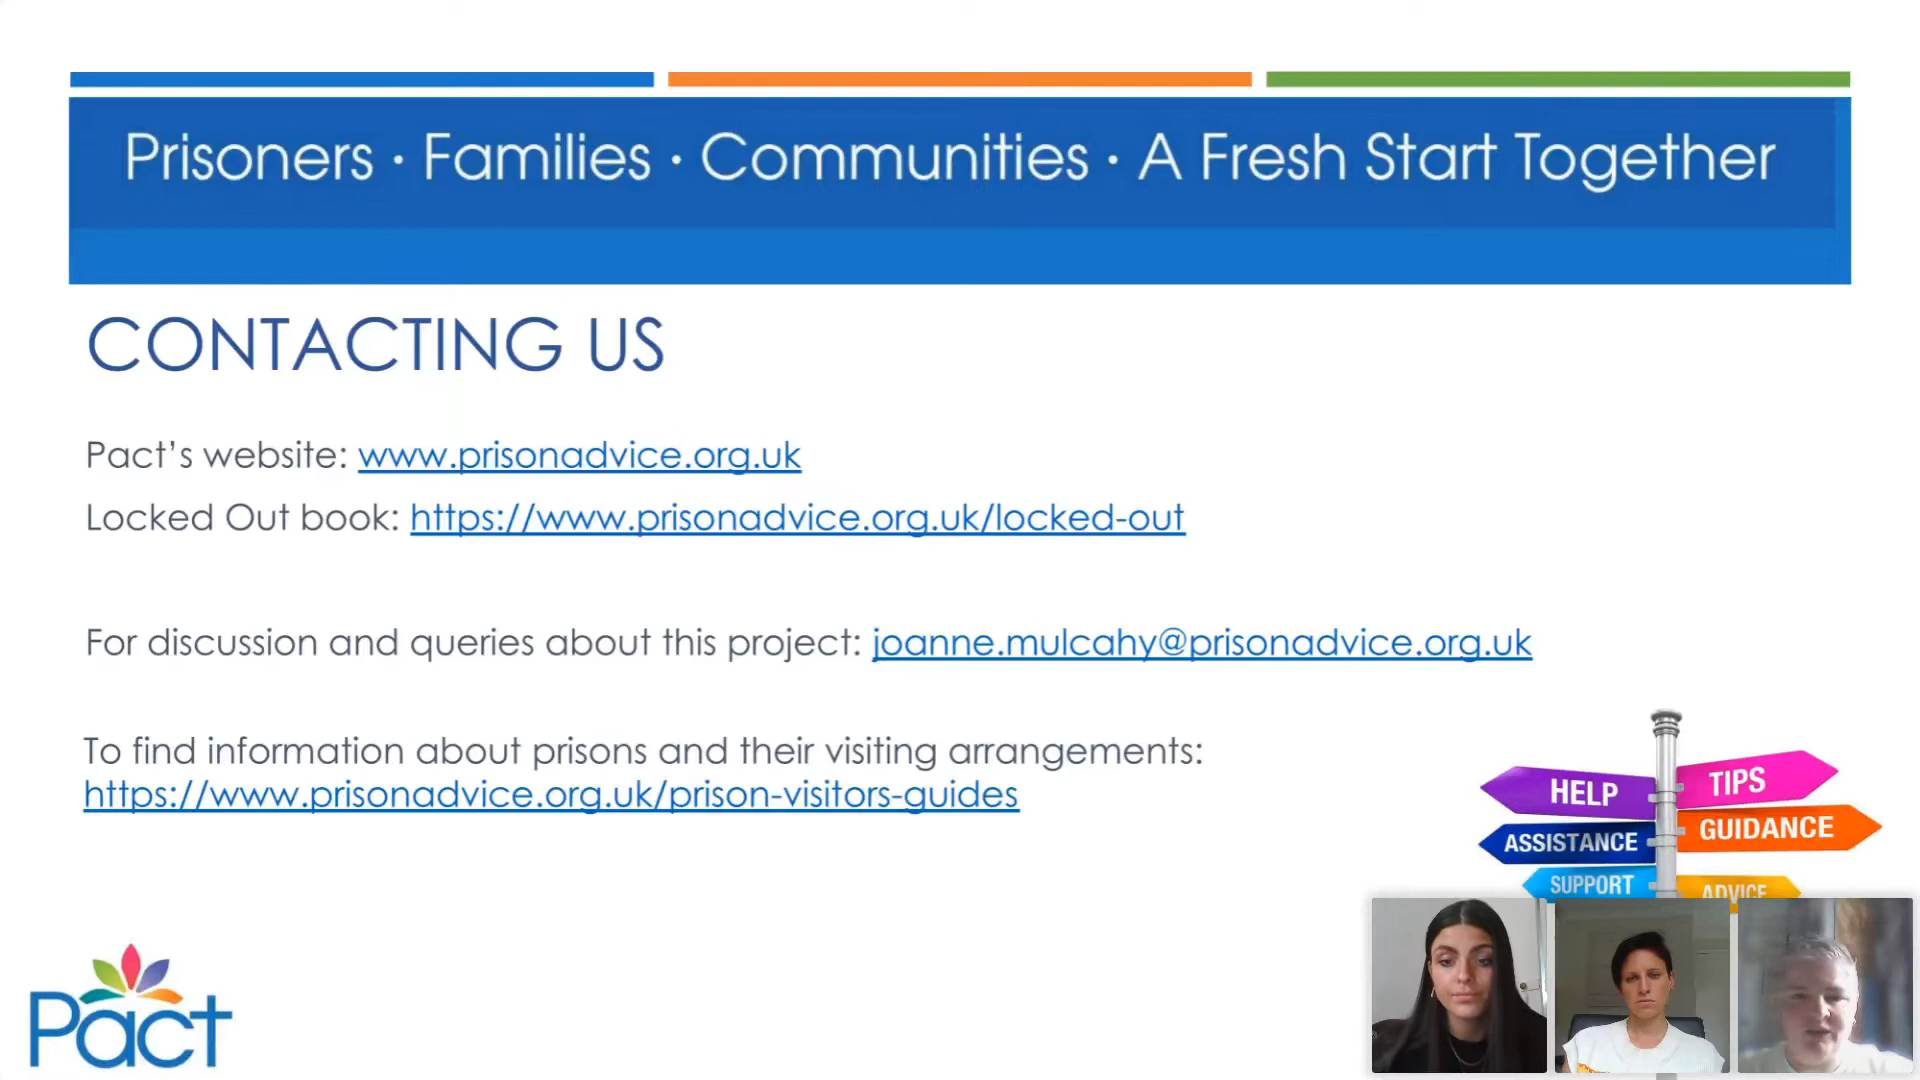 Prisoners · Families · Communities · A Fresh Start Together
CONTACTING US
Pact’s website: www.prisonadvice.org.uk
Locked Out book: https://www.prisonadvice.org.uk/locked-out
For discussion and queries about this project: joanne.mulcahy@prisonadvice.org.uk
To find information about prisons and their visiting arrangements:
https://www.prisonadvice.org.uk/prison-visitors-guides
HELP
TIPS
ASSISTANCE
GUIDANCE
SUPPORT
ADVICE
Pact